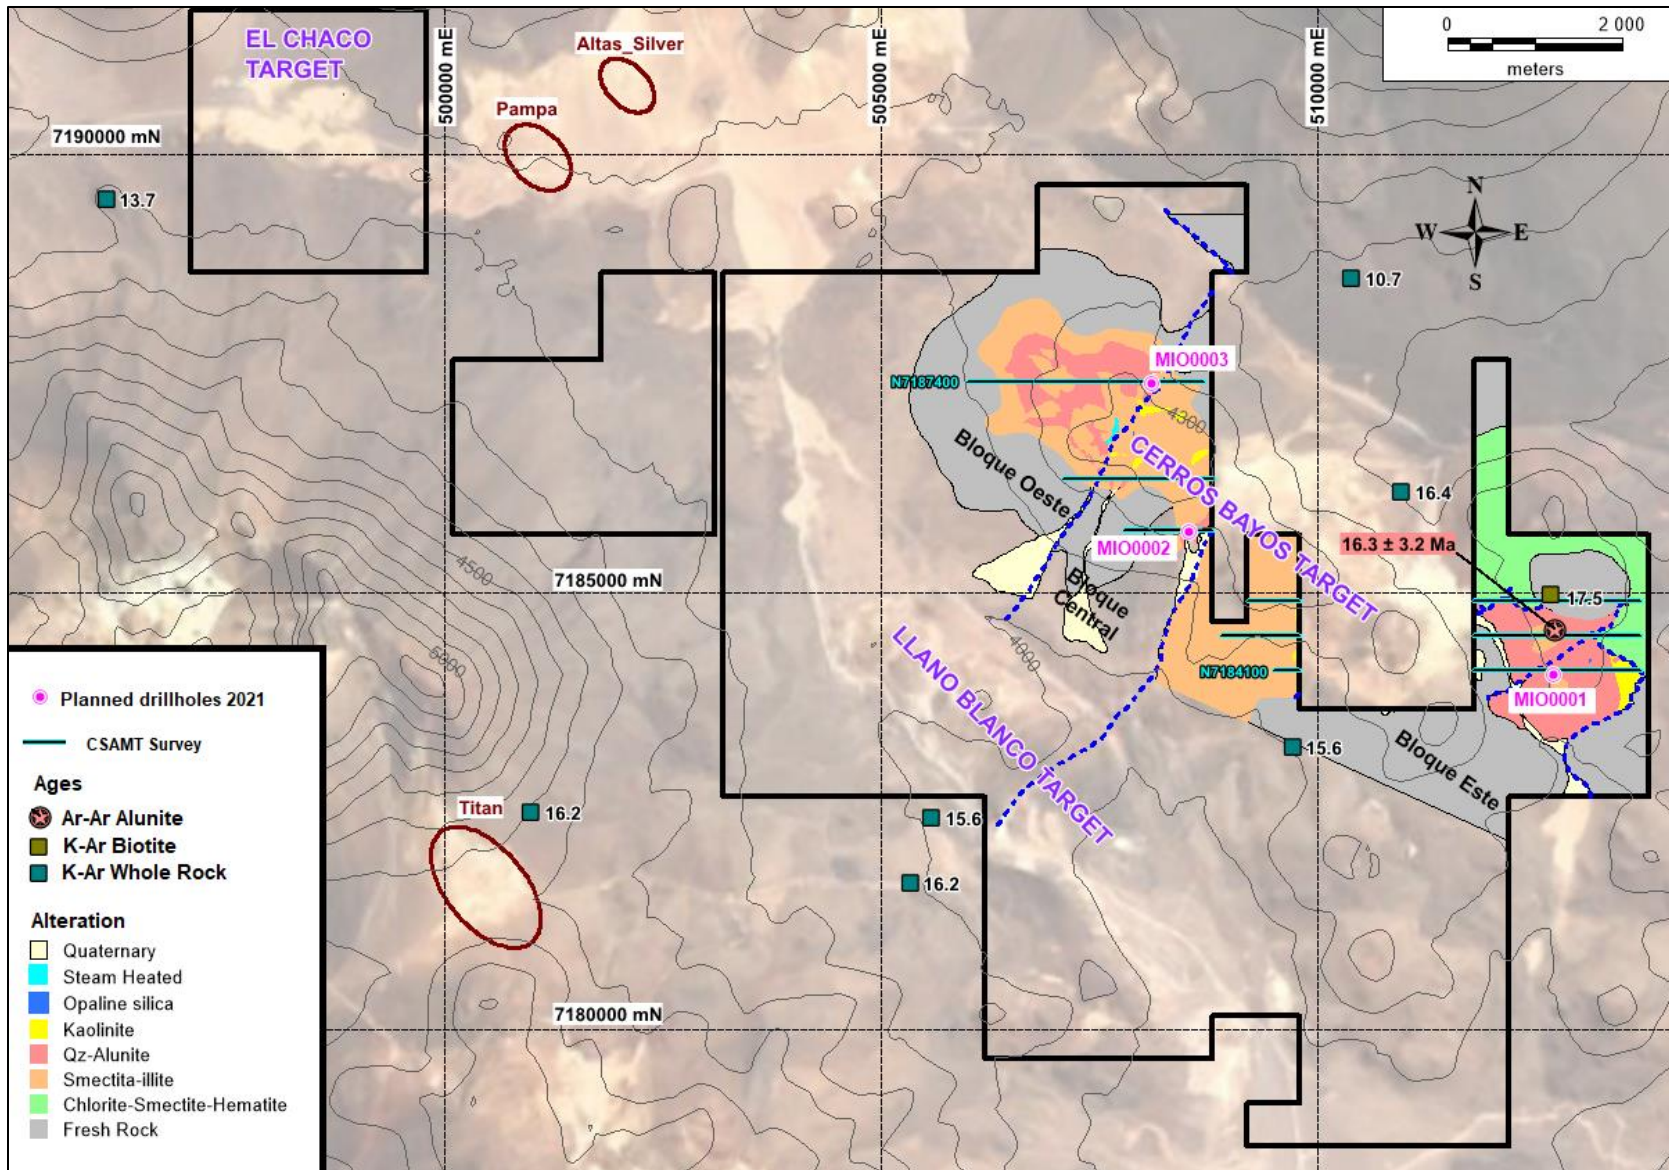 EL CHACO
TARGET
Altas_Silver
Pampa
500000 mE
505000 mE
510000 mE
0 2 000
meters
7190000 mN
13.7
N
W E
S
10.7
MIO0003
N7187400
4300
Bloque Oeste
CERROS BAYOS TARGET
16.4
MIO0002
16.3 ± 3.2 Ma
4500
7185000 mN
Bloque
Central
17.5
LLANO BLANCO TARGET
4000
5000
N7184100
MIO0001
15.6
Bloque Este
Titan
16.2
15.6
16.2
7180000 mN
Planned drillholes 2021
CSAMT Survey
Ages
Ar-Ar Alunite
K-Ar Biotite
K-Ar Whole Rock
Alteration
Quaternary
Steam Heated
Opaline silica
Kaolinite
Qz-Alunite
Smectita-illite
Chlorite-Smectite-Hematite
Fresh Rock